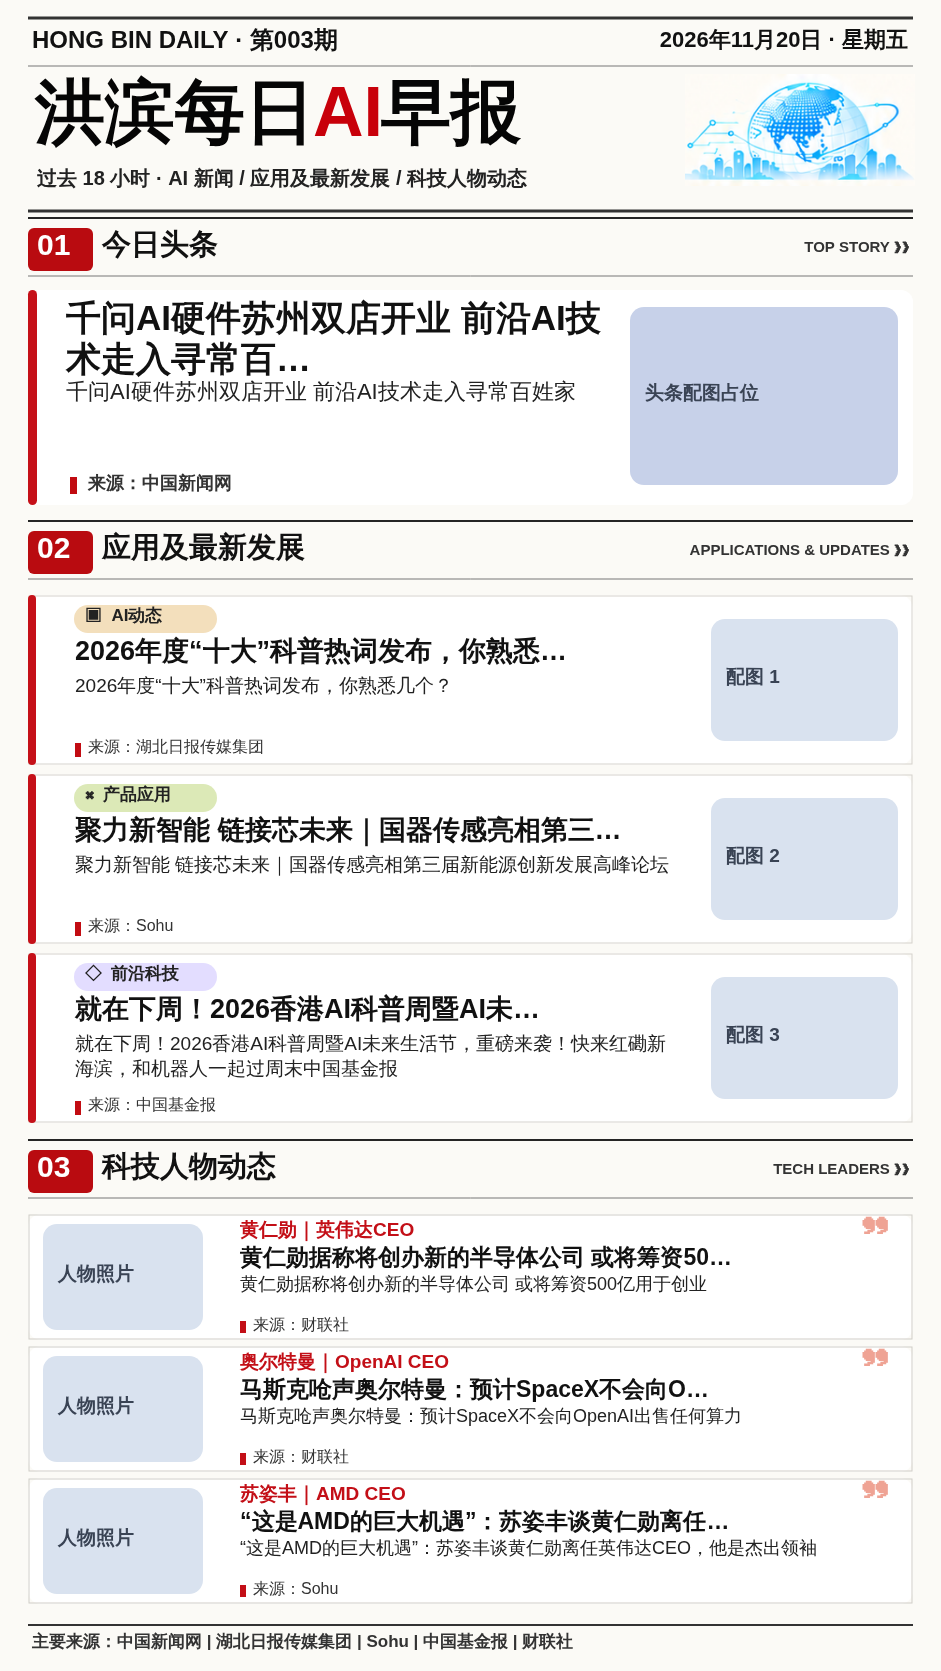 HONG BIN DAILY · 第003期
2026年11月20日 · 星期五
洪滨每日AI早报
过去 18 小时 · AI 新闻 / 应用及最新发展 / 科技人物动态
01 今日头条
TOP STORY ❯❯
千问AI硬件苏州双店开业 前沿AI技
术走入寻常百…
千问AI硬件苏州双店开业 前沿AI技术走入寻常百姓家
来源：中国新闻网
头条配图占位
02 应用及最新发展
APPLICATIONS & UPDATES ❯❯
▣ AI动态
2026年度“十大”科普热词发布，你熟悉…
2026年度“十大”科普热词发布，你熟悉几个？
来源：湖北日报传媒集团
配图 1
✖ 产品应用
聚力新智能 链接芯未来｜国器传感亮相第三…
聚力新智能 链接芯未来｜国器传感亮相第三届新能源创新发展高峰论坛
来源：Sohu
配图 2
◇ 前沿科技
就在下周！2026香港AI科普周暨AI未…
就在下周！2026香港AI科普周暨AI未来生活节，重磅来袭！快来红磡新
海滨，和机器人一起过周末中国基金报
来源：中国基金报
配图 3
03 科技人物动态
TECH LEADERS ❯❯
人物照片
黄仁勋｜英伟达CEO
黄仁勋据称将创办新的半导体公司 或将筹资50…
黄仁勋据称将创办新的半导体公司 或将筹资500亿用于创业
来源：财联社
人物照片
奥尔特曼｜OpenAI CEO
马斯克呛声奥尔特曼：预计SpaceX不会向O…
马斯克呛声奥尔特曼：预计SpaceX不会向OpenAI出售任何算力
来源：财联社
人物照片
苏姿丰｜AMD CEO
“这是AMD的巨大机遇”：苏姿丰谈黄仁勋离任…
“这是AMD的巨大机遇”：苏姿丰谈黄仁勋离任英伟达CEO，他是杰出领袖
来源：Sohu
主要来源：中国新闻网 | 湖北日报传媒集团 | Sohu | 中国基金报 | 财联社